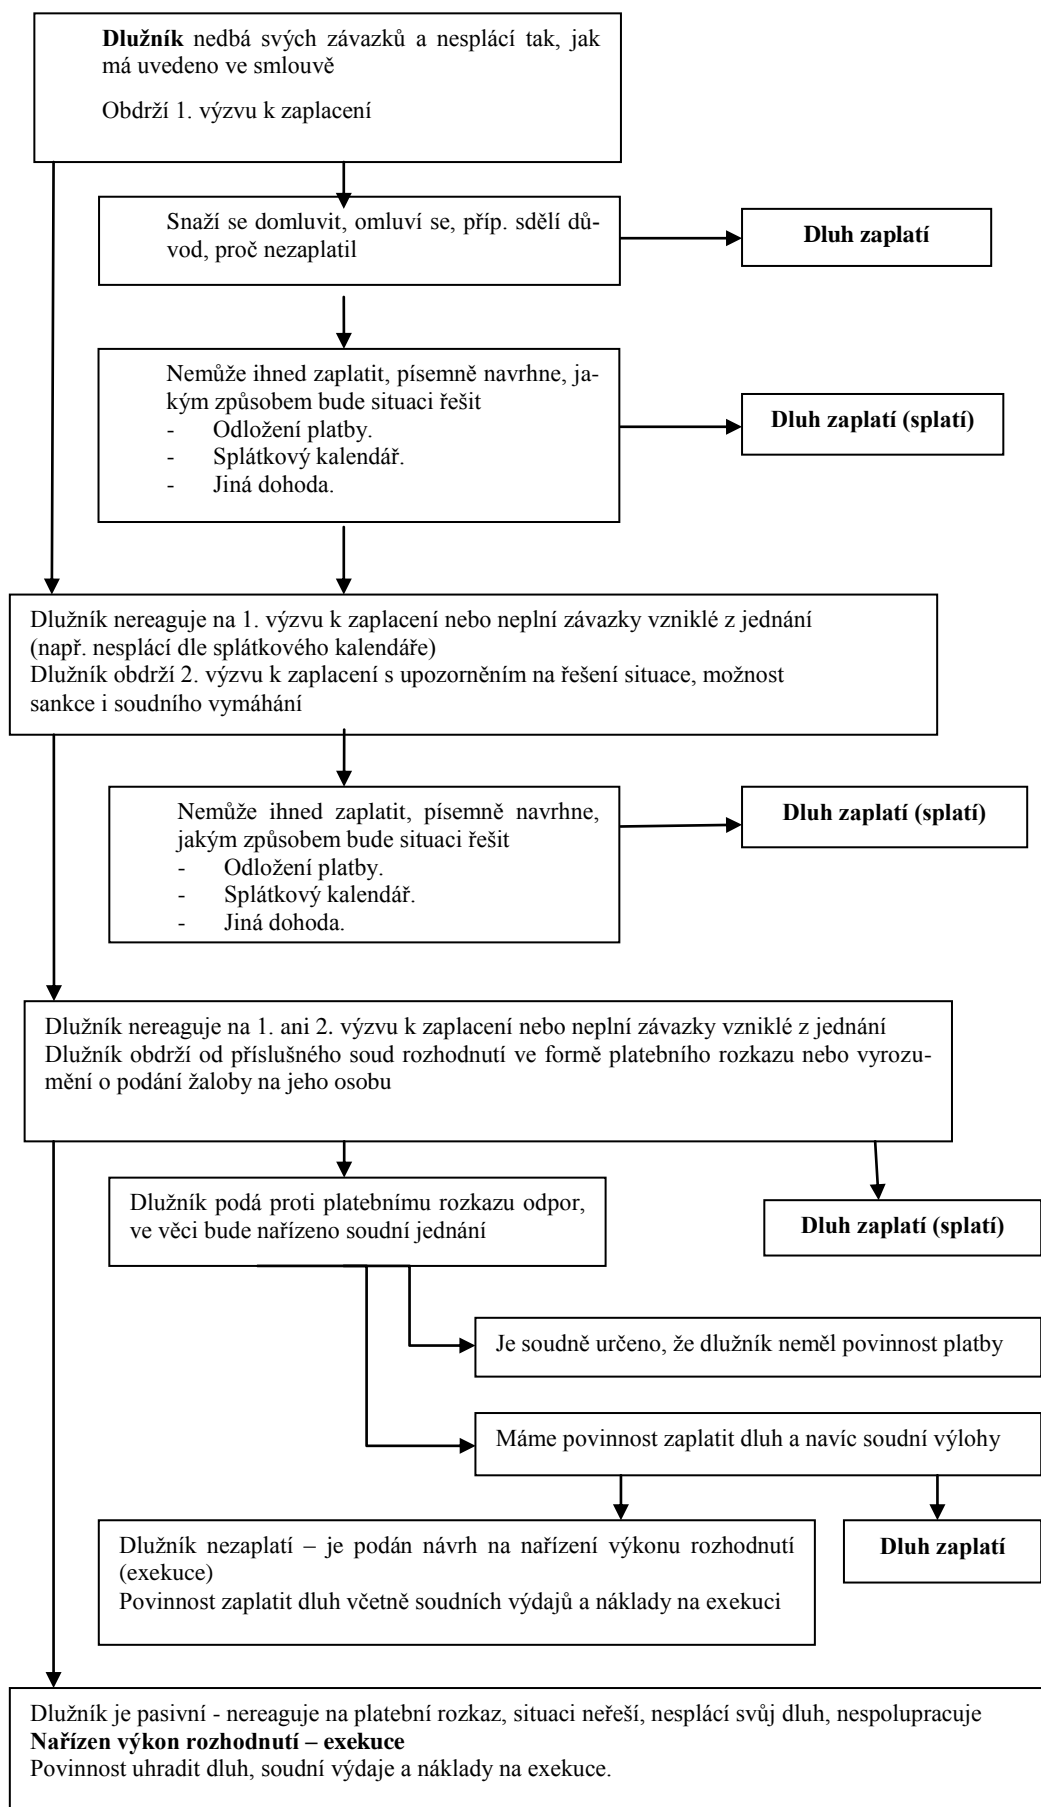 Dlužník nedbá svých závazků a nesplácí tak, jak
má uvedeno ve smlouvě
Obdrží 1. výzvu k zaplacení
Snaží se domluvit, omluví se, příp. sdělí dů-
vod, proč nezaplatil
Dluh zaplatí
Nemůže ihned zaplatit, písemně navrhne, ja-
kým způsobem bude situaci řešit
- Odložení platby.
- Splátkový kalendář.
- Jiná dohoda.
Dluh zaplatí (splatí)
Dlužník nereaguje na 1. výzvu k zaplacení nebo neplní závazky vzniklé z jednání
(např. nesplácí dle splátkového kalendáře)
Dlužník obdrží 2. výzvu k zaplacení s upozorněním na řešení situace, možnost
sankce i soudního vymáhání
Nemůže ihned zaplatit, písemně navrhne,
jakým způsobem bude situaci řešit
- Odložení platby.
- Splátkový kalendář.
- Jiná dohoda.
Dluh zaplatí (splatí)
Dlužník nereaguje na 1. ani 2. výzvu k zaplacení nebo neplní závazky vzniklé z jednání
Dlužník obdrží od příslušného soud rozhodnutí ve formě platebního rozkazu nebo vyrozu-
mění o podání žaloby na jeho osobu
Dlužník podá proti platebnímu rozkazu odpor,
ve věci bude nařízeno soudní jednání
Dluh zaplatí (splatí)
Je soudně určeno, že dlužník neměl povinnost platby
Máme povinnost zaplatit dluh a navíc soudní výlohy
Dlužník nezaplatí – je podán návrh na nařízení výkonu rozhodnutí
(exekuce)
Povinnost zaplatit dluh včetně soudních výdajů a náklady na exekuci
Dluh zaplatí
Dlužník je pasivní - nereaguje na platební rozkaz, situaci neřeší, nesplácí svůj dluh, nespolupracuje
Nařízen výkon rozhodnutí – exekuce
Povinnost uhradit dluh, soudní výdaje a náklady na exekuce.